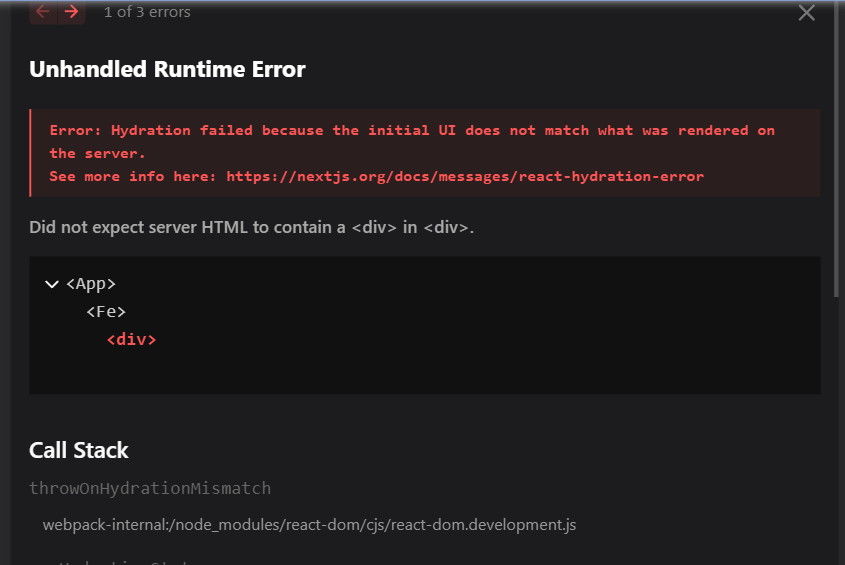 1 of 3 errors
Unhandled Runtime Error
Error: Hydration failed because the initial UI does not match what was rendered on
the server.
See more info here: https://nextjs.org/docs/messages/react-hydration-error
Did not expect server HTML to contain a <div> in <div>.
<App>
<Fe>
<div>
Call Stack
throwOnHydrationMismatch
webpack-internal:/node_modules/react-dom/cjs/react-dom.development.js